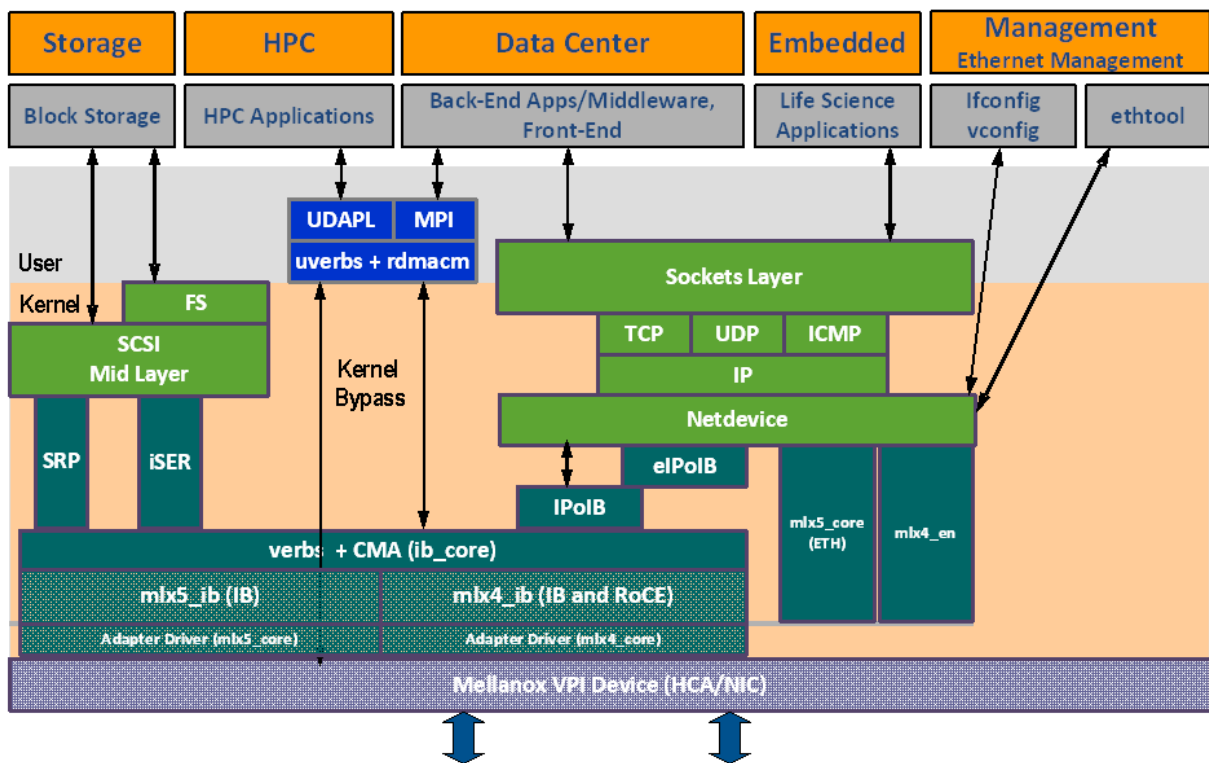 Storage
HPC
Data Center
Embedded
Management
Ethernet Management
Block Storage
HPC Applications
Back-End Apps/Middleware,
Front-End
Life Science
Applications
Ifconfig
vconfig
ethtool
UDAPL
MPI
uverbs + rdmacm
User
Kernel
Sockets Layer
FS
SCSI
Mid Layer
TCP
UDP
ICMP
IP
Kernel
Bypass
Netdevice
SRP
iSER
eIPoIB
IPoIB
mlx5_core
(ETH)
mlx4_en
verbs + CMA (ib_core)
mlx5_ib (IB)
mlx4_ib (IB and RoCE)
Adapter Driver (mlx5_core)
Adapter Driver (mlx4_core)
Mellanox VPI Device (HCA/NIC)